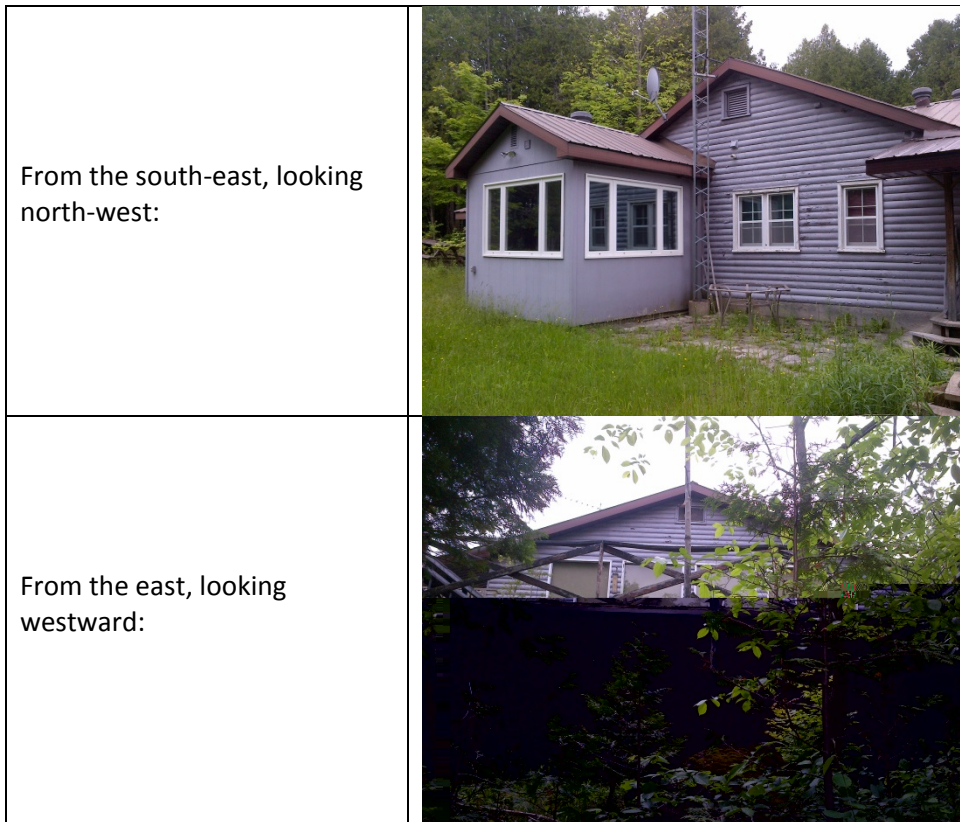 From the south-east, looking
north-west:
From the east, looking
westward: